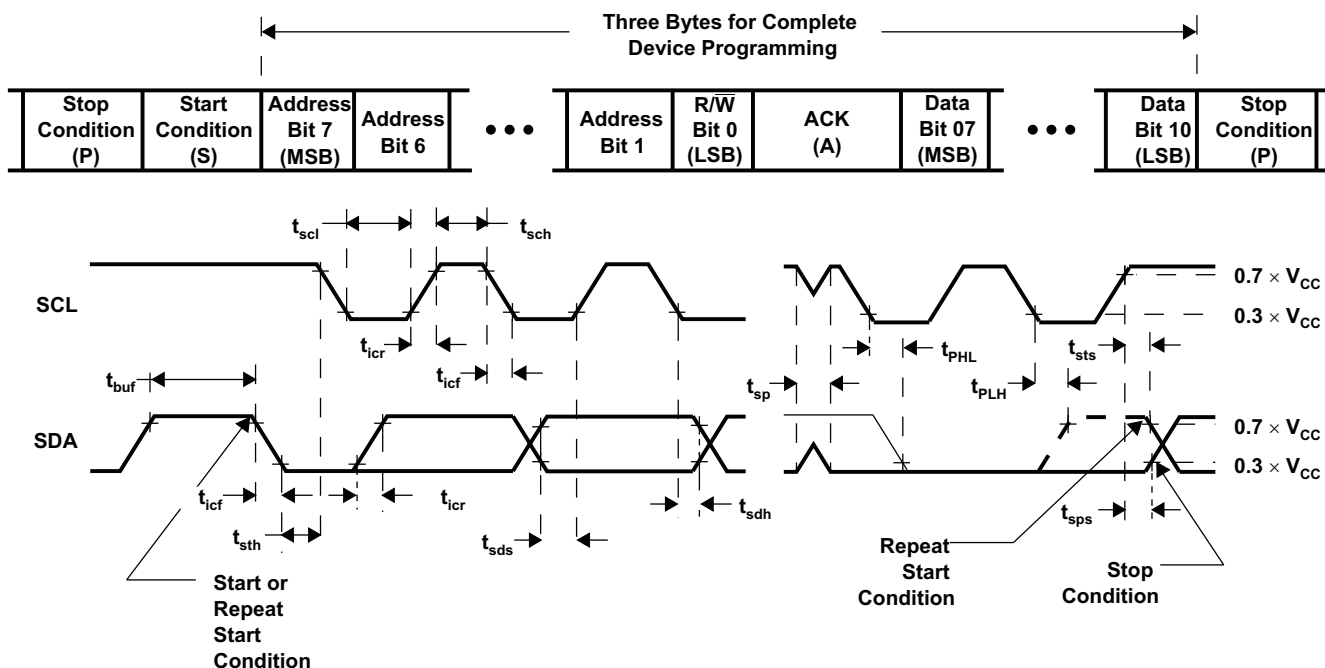 Three Bytes for Complete
Device Programming
Stop
Condition
(P)
Start
Condition
(S)
Address
Bit 7
(MSB)
Address
Bit 6
•••
Address
Bit 1
R/W̅
Bit 0
(LSB)
ACK
(A)
Data
Bit 07
(MSB)
•••
Data
Bit 10
(LSB)
Stop
Condition
(P)
tscl
tsch
SCL
0.7 × VCC
0.3 × VCC
ticr
ticf
tPHL
tsts
tbuf
tsp
tPLH
SDA
0.7 × VCC
0.3 × VCC
ticf
ticr
tsdh
tsps
tsth
tsds
Start or
Repeat
Start
Condition
Repeat
Start
Condition
Stop
Condition